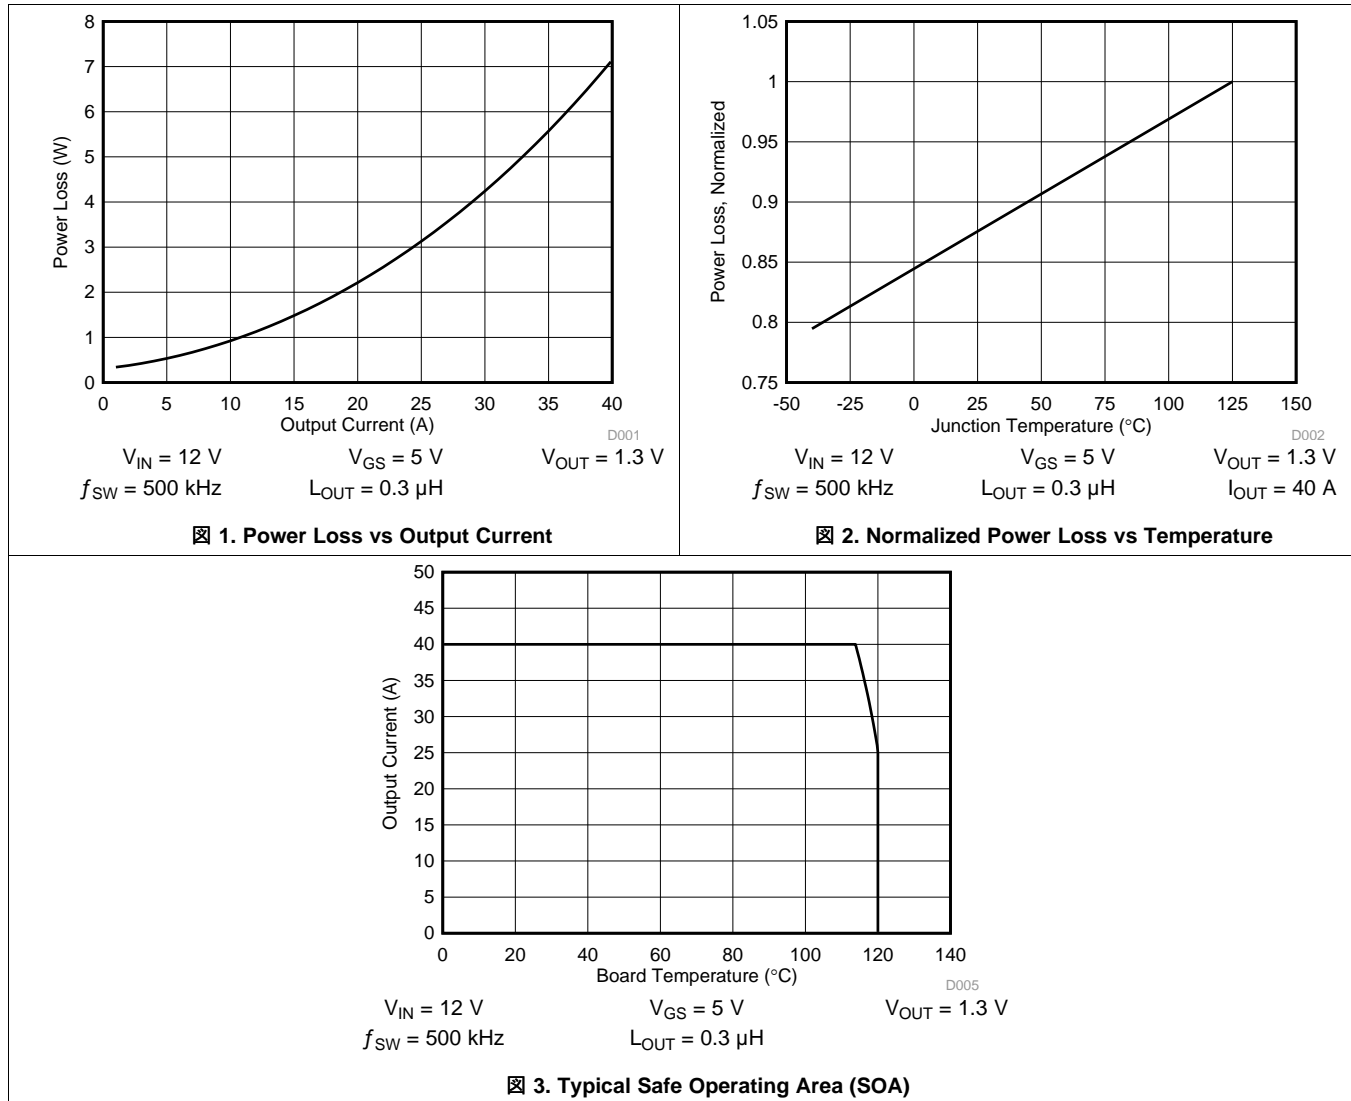 8
7
6
5
4
3
2
1
0
Power Loss (W)
0 5 10 15 20 25 30 35 40
Output Current (A)
D001
V_IN = 12 V V_GS = 5 V V_OUT = 1.3 V
ƒ_SW = 500 kHz L_OUT = 0.3 µH
図 1. Power Loss vs Output Current
1.05
1
0.95
0.9
0.85
0.8
0.75
Power Loss, Normalized
-50 -25 0 25 50 75 100 125 150
Junction Temperature (°C)
D002
V_IN = 12 V V_GS = 5 V V_OUT = 1.3 V
ƒ_SW = 500 kHz L_OUT = 0.3 µH I_OUT = 40 A
図 2. Normalized Power Loss vs Temperature
50
45
40
35
30
25
20
15
10
5
0
Output Current (A)
0 20 40 60 80 100 120 140
Board Temperature (°C)
D005
V_IN = 12 V V_GS = 5 V V_OUT = 1.3 V
ƒ_SW = 500 kHz L_OUT = 0.3 µH
図 3. Typical Safe Operating Area (SOA)